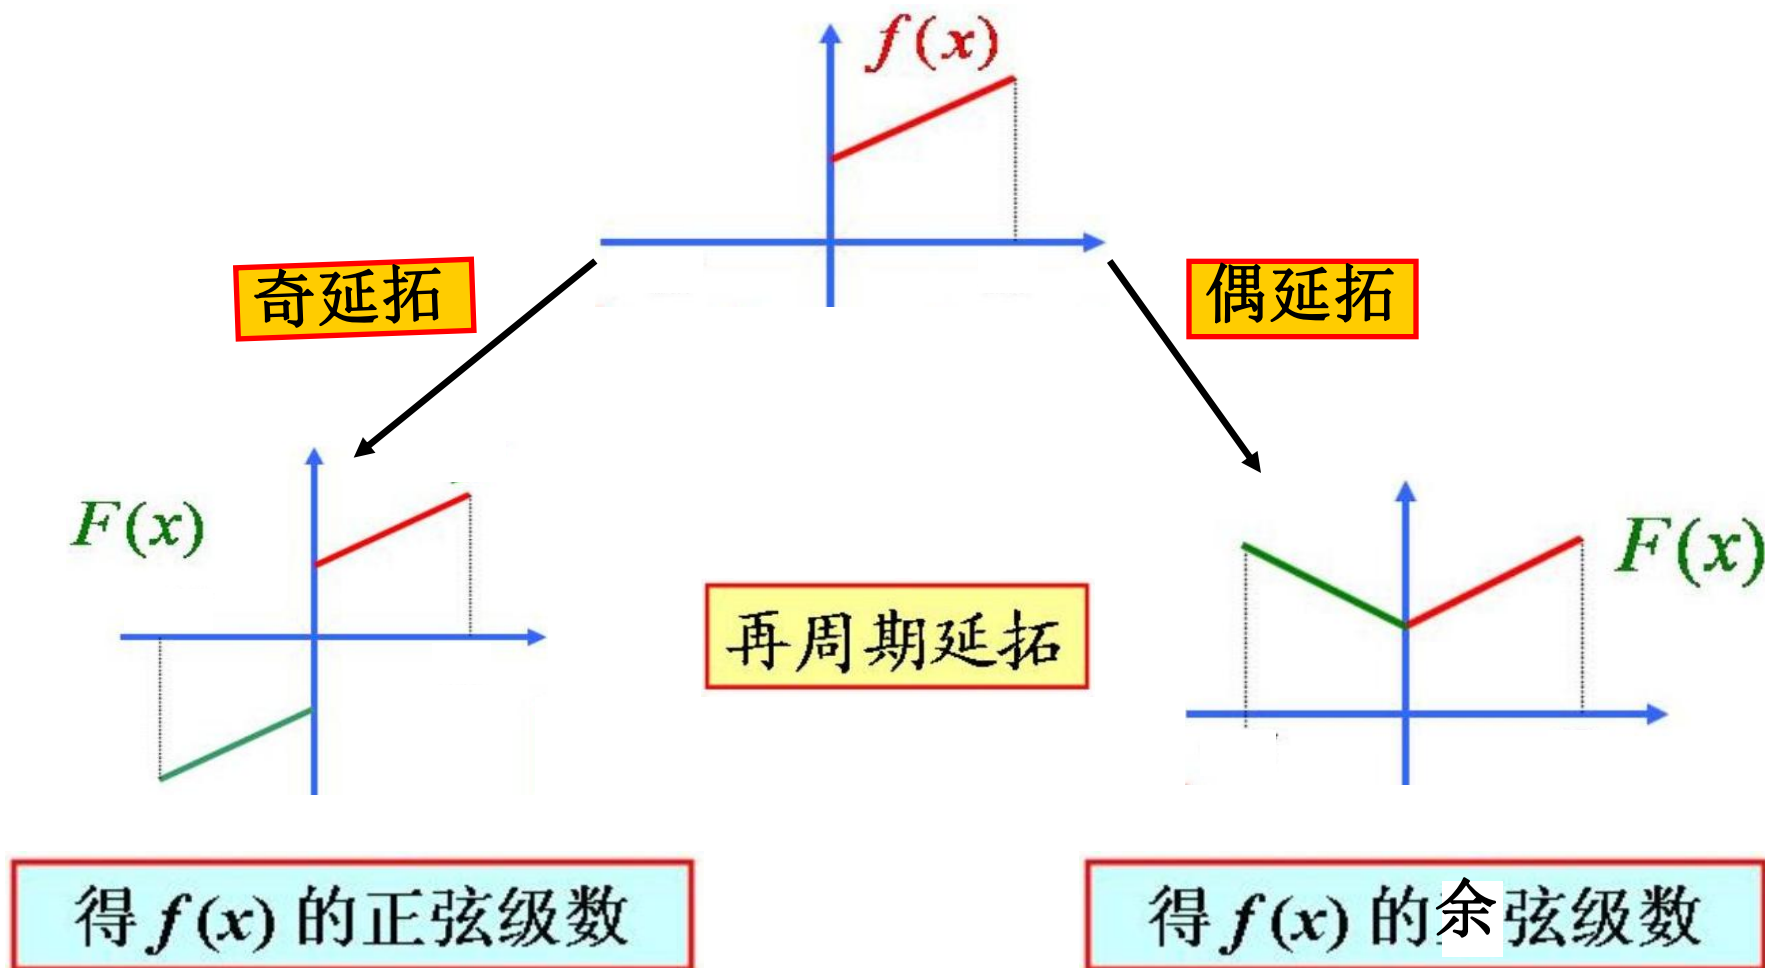 f(x)
奇延拓
偶延拓
F(x)
F(x)
再周期延拓
得 f(x) 的正弦级数
得 f(x) 的余弦级数